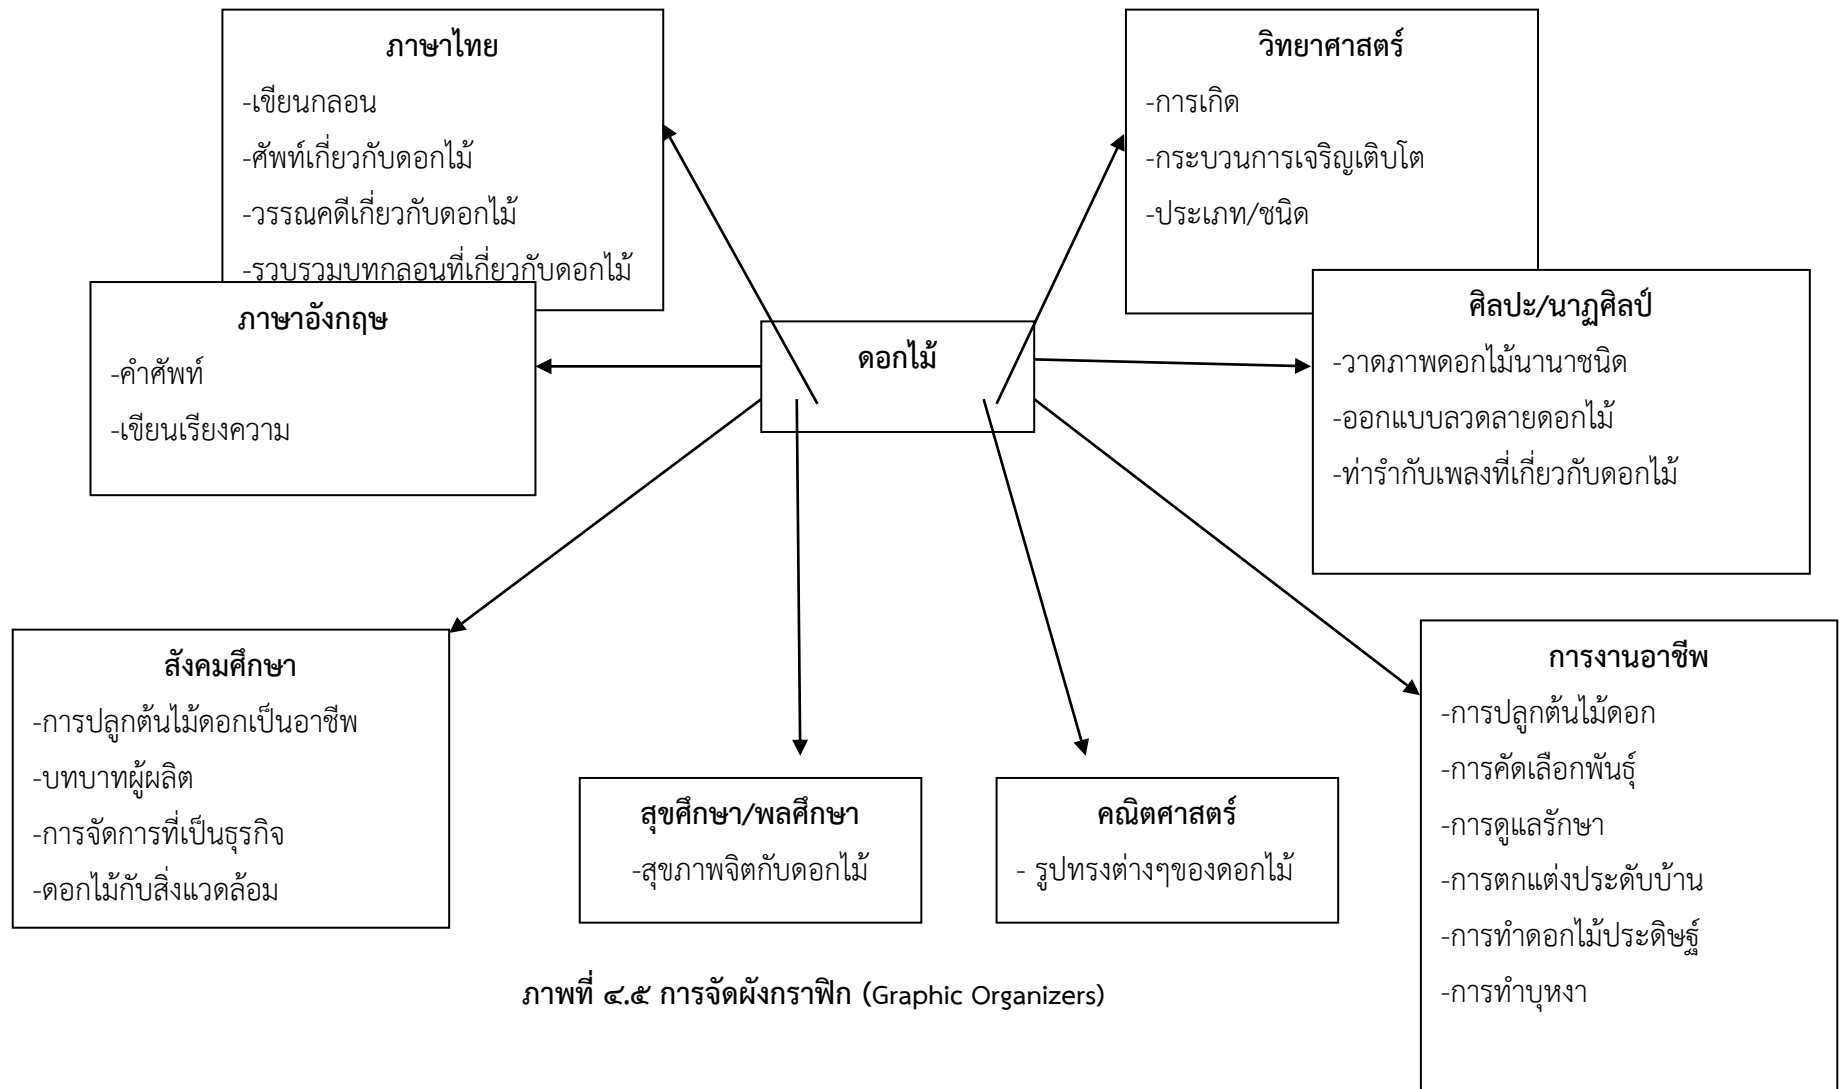 ภาษาไทย
-เขียนกลอน
-ศัพท์เกี่ยวกับดอกไม้
-วรรณคดีเกี่ยวกับดอกไม้
-รวบรวมบทกลอนที่เกี่ยวกับดอกไม้
วิทยาศาสตร์
-การเกิด
-กระบวนการเจริญเติบโต
-ประเภท/ชนิด
ภาษาอังกฤษ
-คำศัพท์
-เขียนเรียงความ
ดอกไม้
ศิลปะ/นาฏศิลป์
-วาดภาพดอกไม้นานาชนิด
-ออกแบบลวดลายดอกไม้
-ท่ารำกับเพลงที่เกี่ยวกับดอกไม้
สังคมศึกษา
-การปลูกต้นไม้ดอกเป็นอาชีพ
-บทบาทผู้ผลิต
-การจัดการที่เป็นธุรกิจ
-ดอกไม้กับสิ่งแวดล้อม
สุขศึกษา/พลศึกษา
-สุขภาพจิตกับดอกไม้
คณิตศาสตร์
- รูปทรงต่างๆของดอกไม้
การงานอาชีพ
-การปลูกต้นไม้ดอก
-การคัดเลือกพันธุ์
-การดูแลรักษา
-การตกแต่งประดับบ้าน
-การทำดอกไม้ประดิษฐ์
-การทำบุหงา
ภาพที่ ๔.๕ การจัดผังกราฟิก (Graphic Organizers)